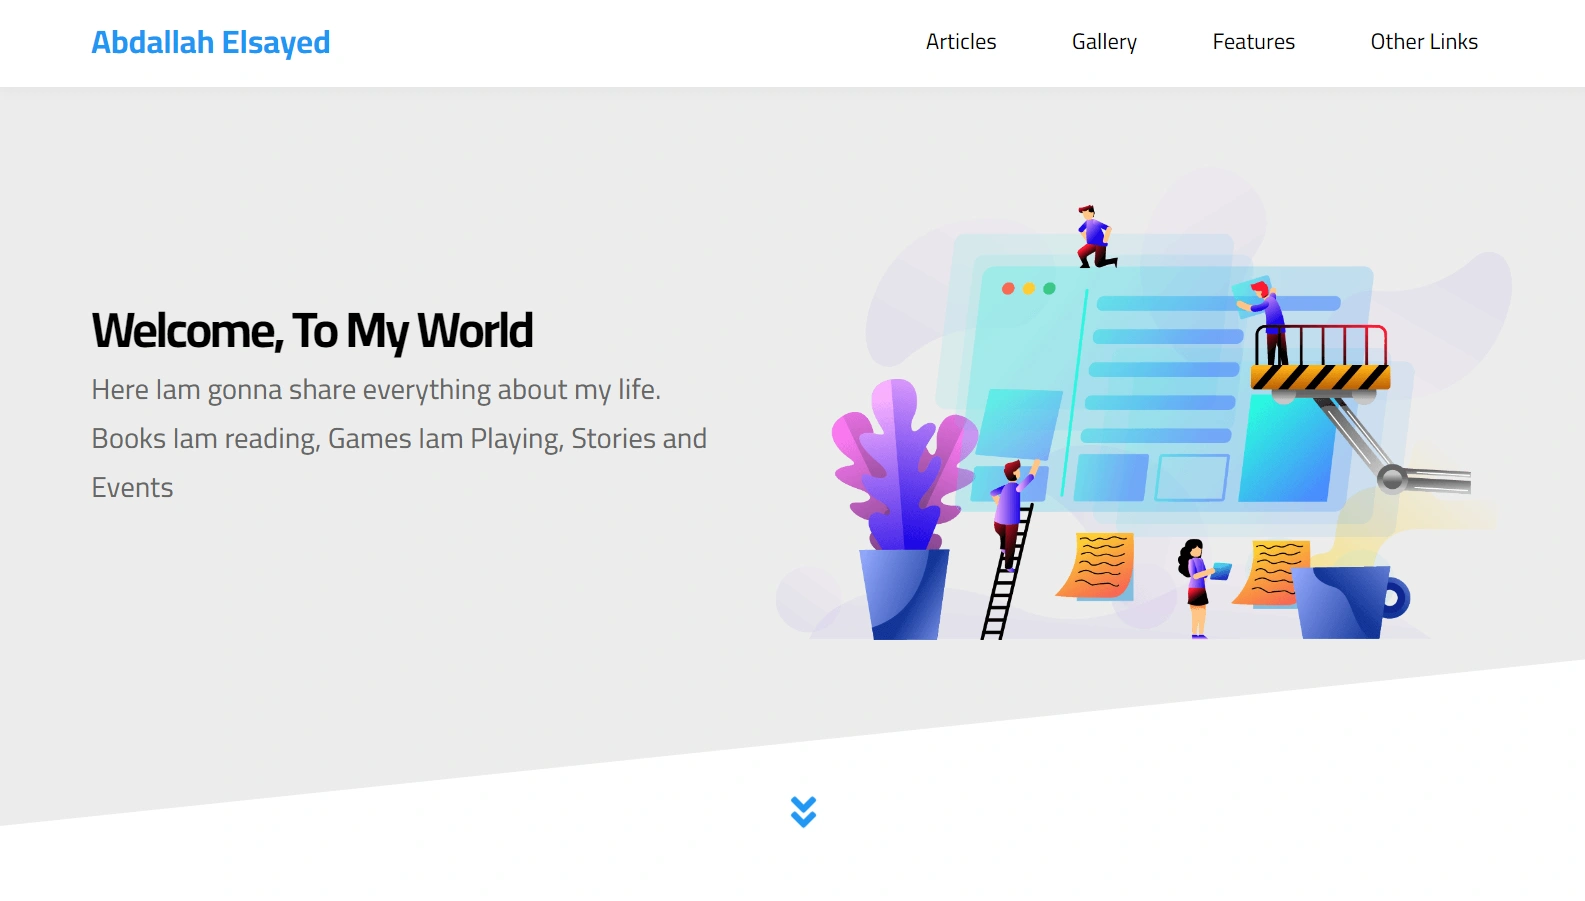 Abdallah Elsayed
Articles
Gallery
Features
Other Links
Welcome, To My World
Here Iam gonna share everything about my life.
Books Iam reading, Games Iam Playing, Stories and
Events